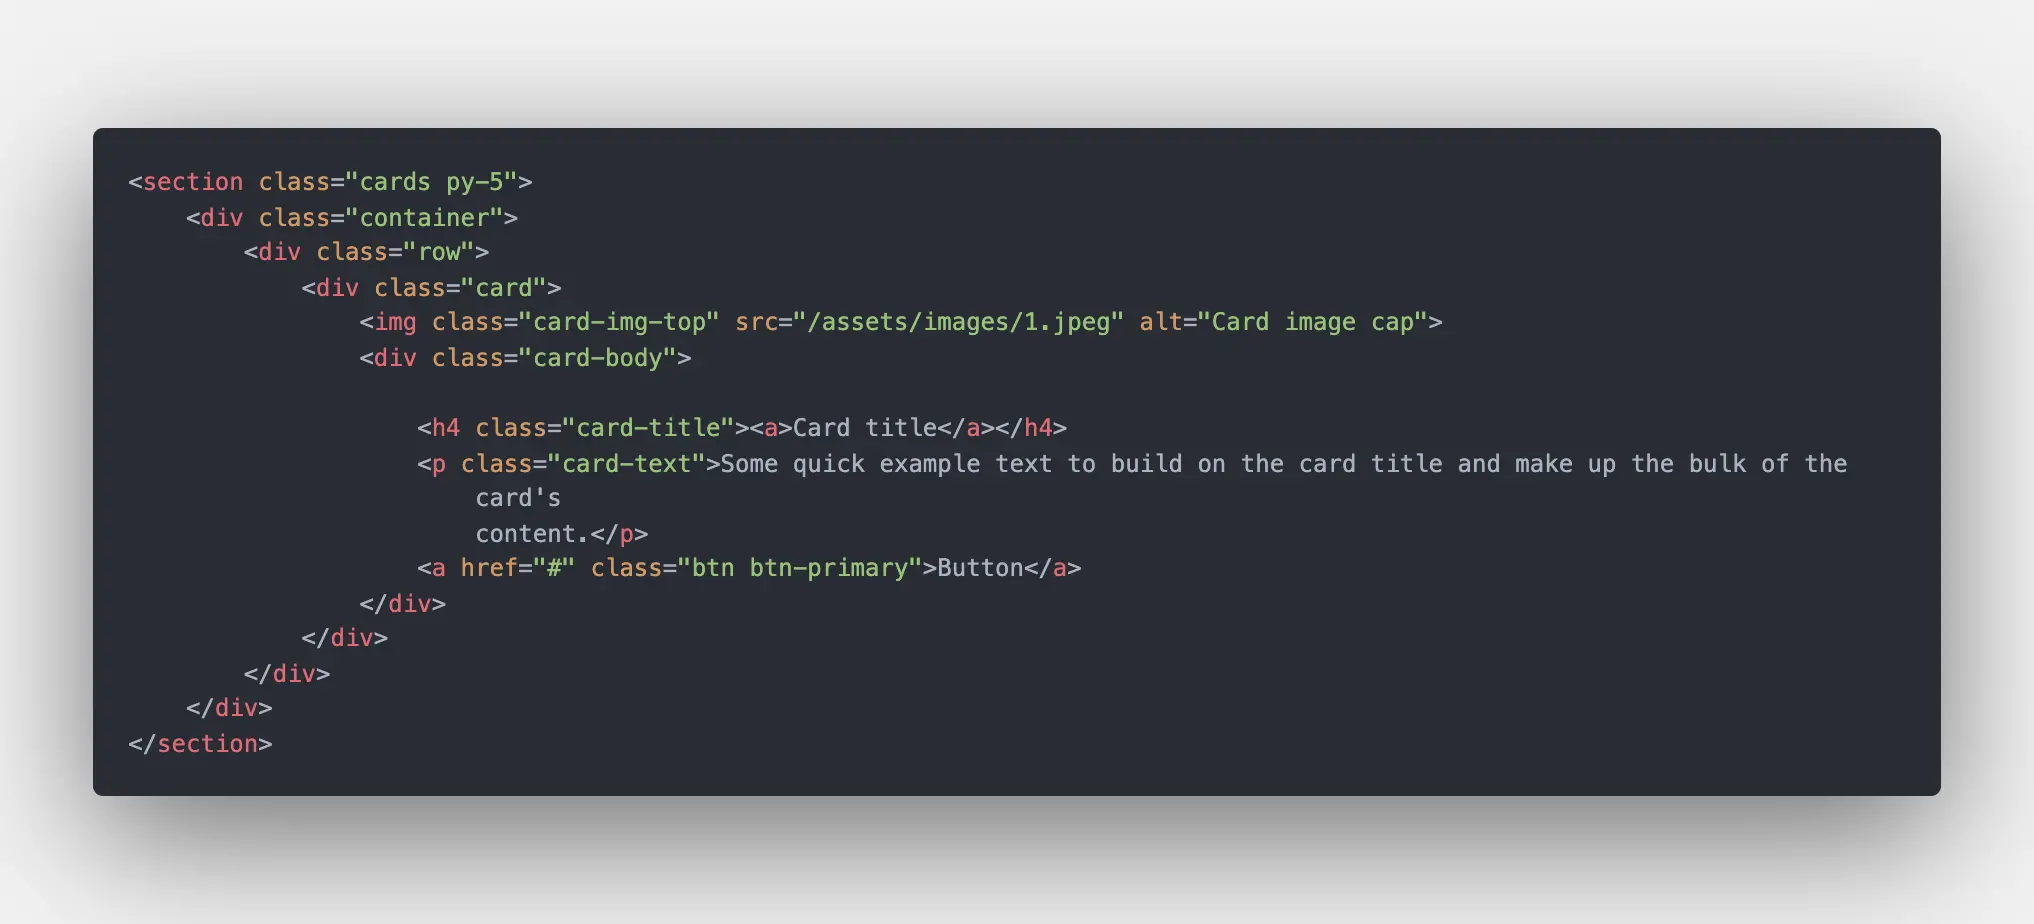 <section class="cards py-5">
    <div class="container">
        <div class="row">
            <div class="card">
                <img class="card-img-top" src="/assets/images/1.jpeg" alt="Card image cap">
                <div class="card-body">

                    <h4 class="card-title"><a>Card title</a></h4>
                    <p class="card-text">Some quick example text to build on the card title and make up the bulk of the
                        card's
                        content.</p>
                    <a href="#" class="btn btn-primary">Button</a>
                </div>
            </div>
        </div>
    </div>
</section>